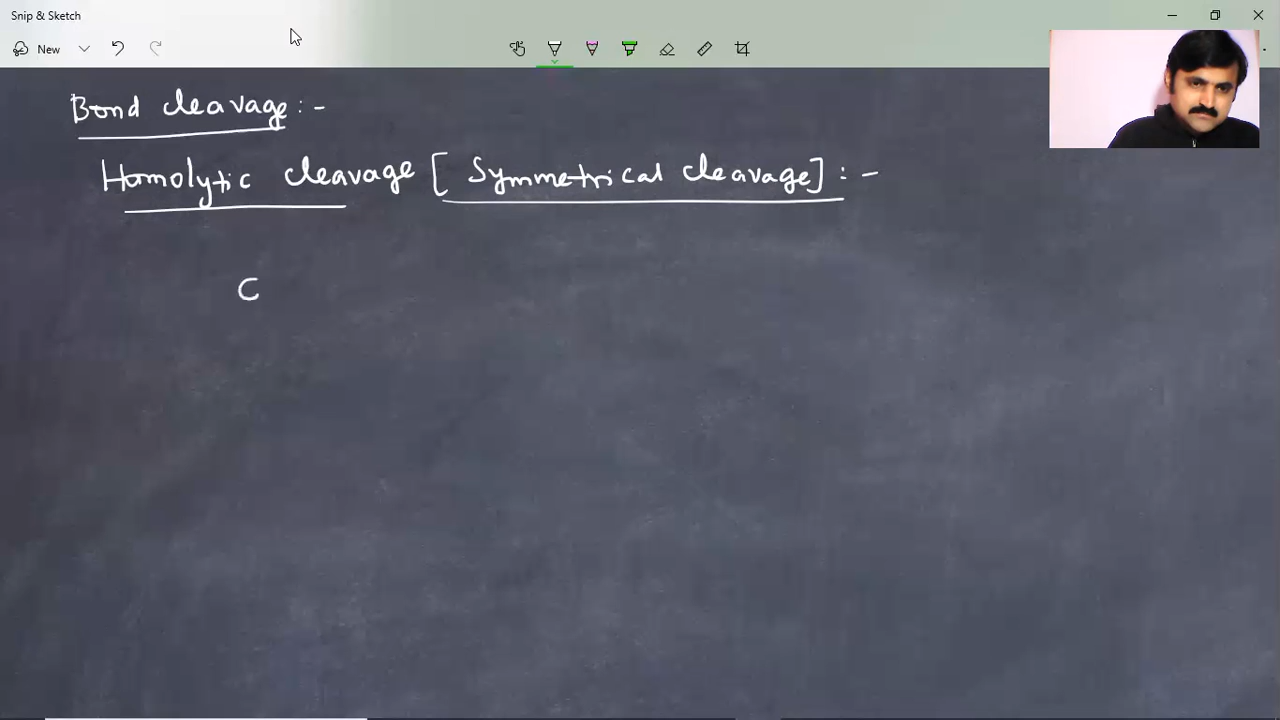 Snip & Sketch
New
Bond cleavage :-
Homolytic cleavage [ Symmetrical cleavage] :-
C